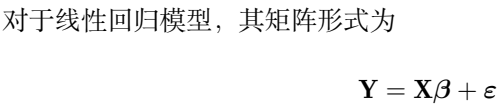 对于线性回归模型，其矩阵形式为
Y = Xβ + ε